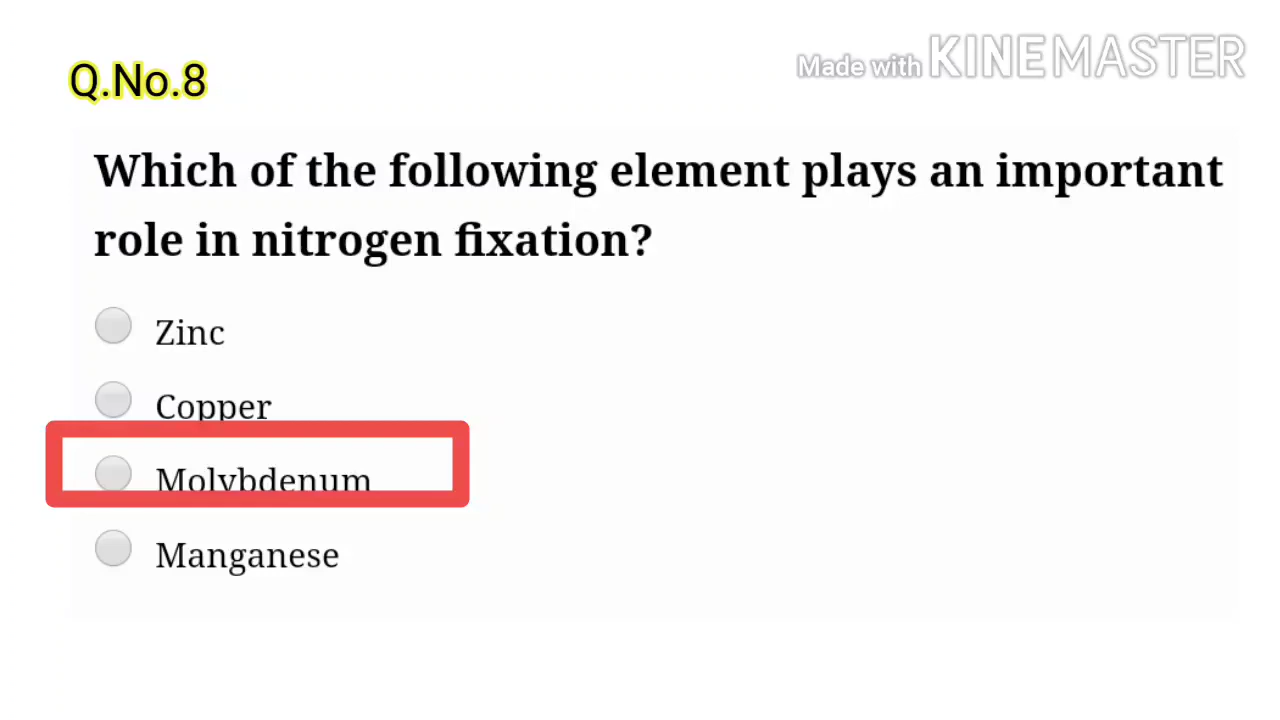 Q.No.8
Made with KINEMASTER
Which of the following element plays an important
role in nitrogen fixation?
Zinc
Copper
Molybdenum
Manganese